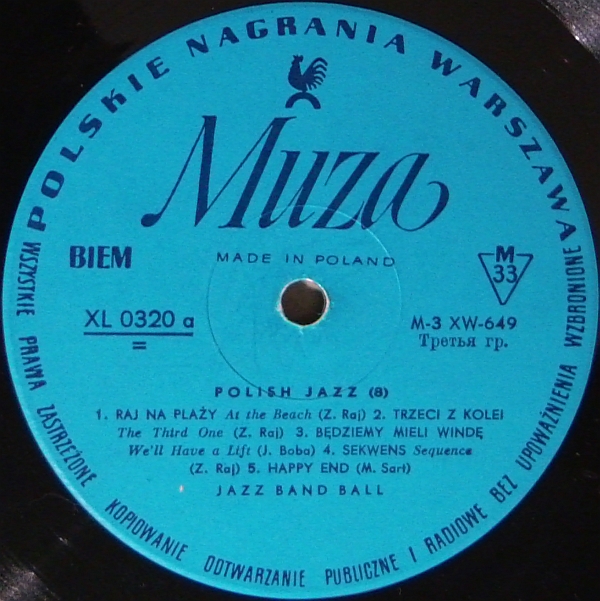 POLSKIE NAGRANIA WARSZAWA
Muza
BIEM
MADE IN POLAND
M
33
XL 0320 a
=
M-3 XW-649
Третья гр.
POLISH JAZZ (8)
1. RAJ NA PLAŻY At the Beach (Z. Raj) 2. TRZECI Z KOLEI
The Third One (Z. Raj) 3. BĘDZIEMY MIELI WINDĘ
We'll Have a Lift (J. Boba) 4. SEKWENS Sequence
(Z. Raj) 5. HAPPY END (M. Sart)
JAZZ BAND BALL
WSZYSTKIE PRAWA ZASTRZEŻONE KOPIOWANIE ODTWARZANIE PUBLICZNE I RADIOWE BEZ UPOWAŻNIENIA WZBRONIONE